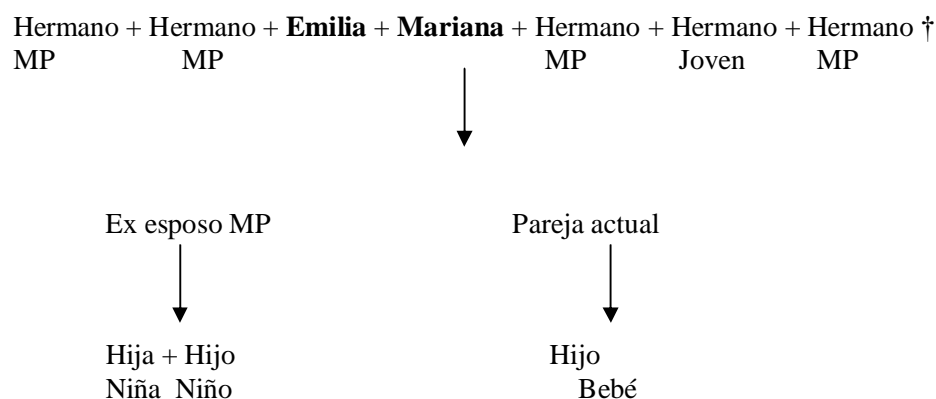 Hermano + Hermano + Emilia + Mariana + Hermano + Hermano + Hermano †
MP MP MP Joven MP
Ex esposo MP Pareja actual
Hija + Hijo Hijo
Niña Niño Bebé